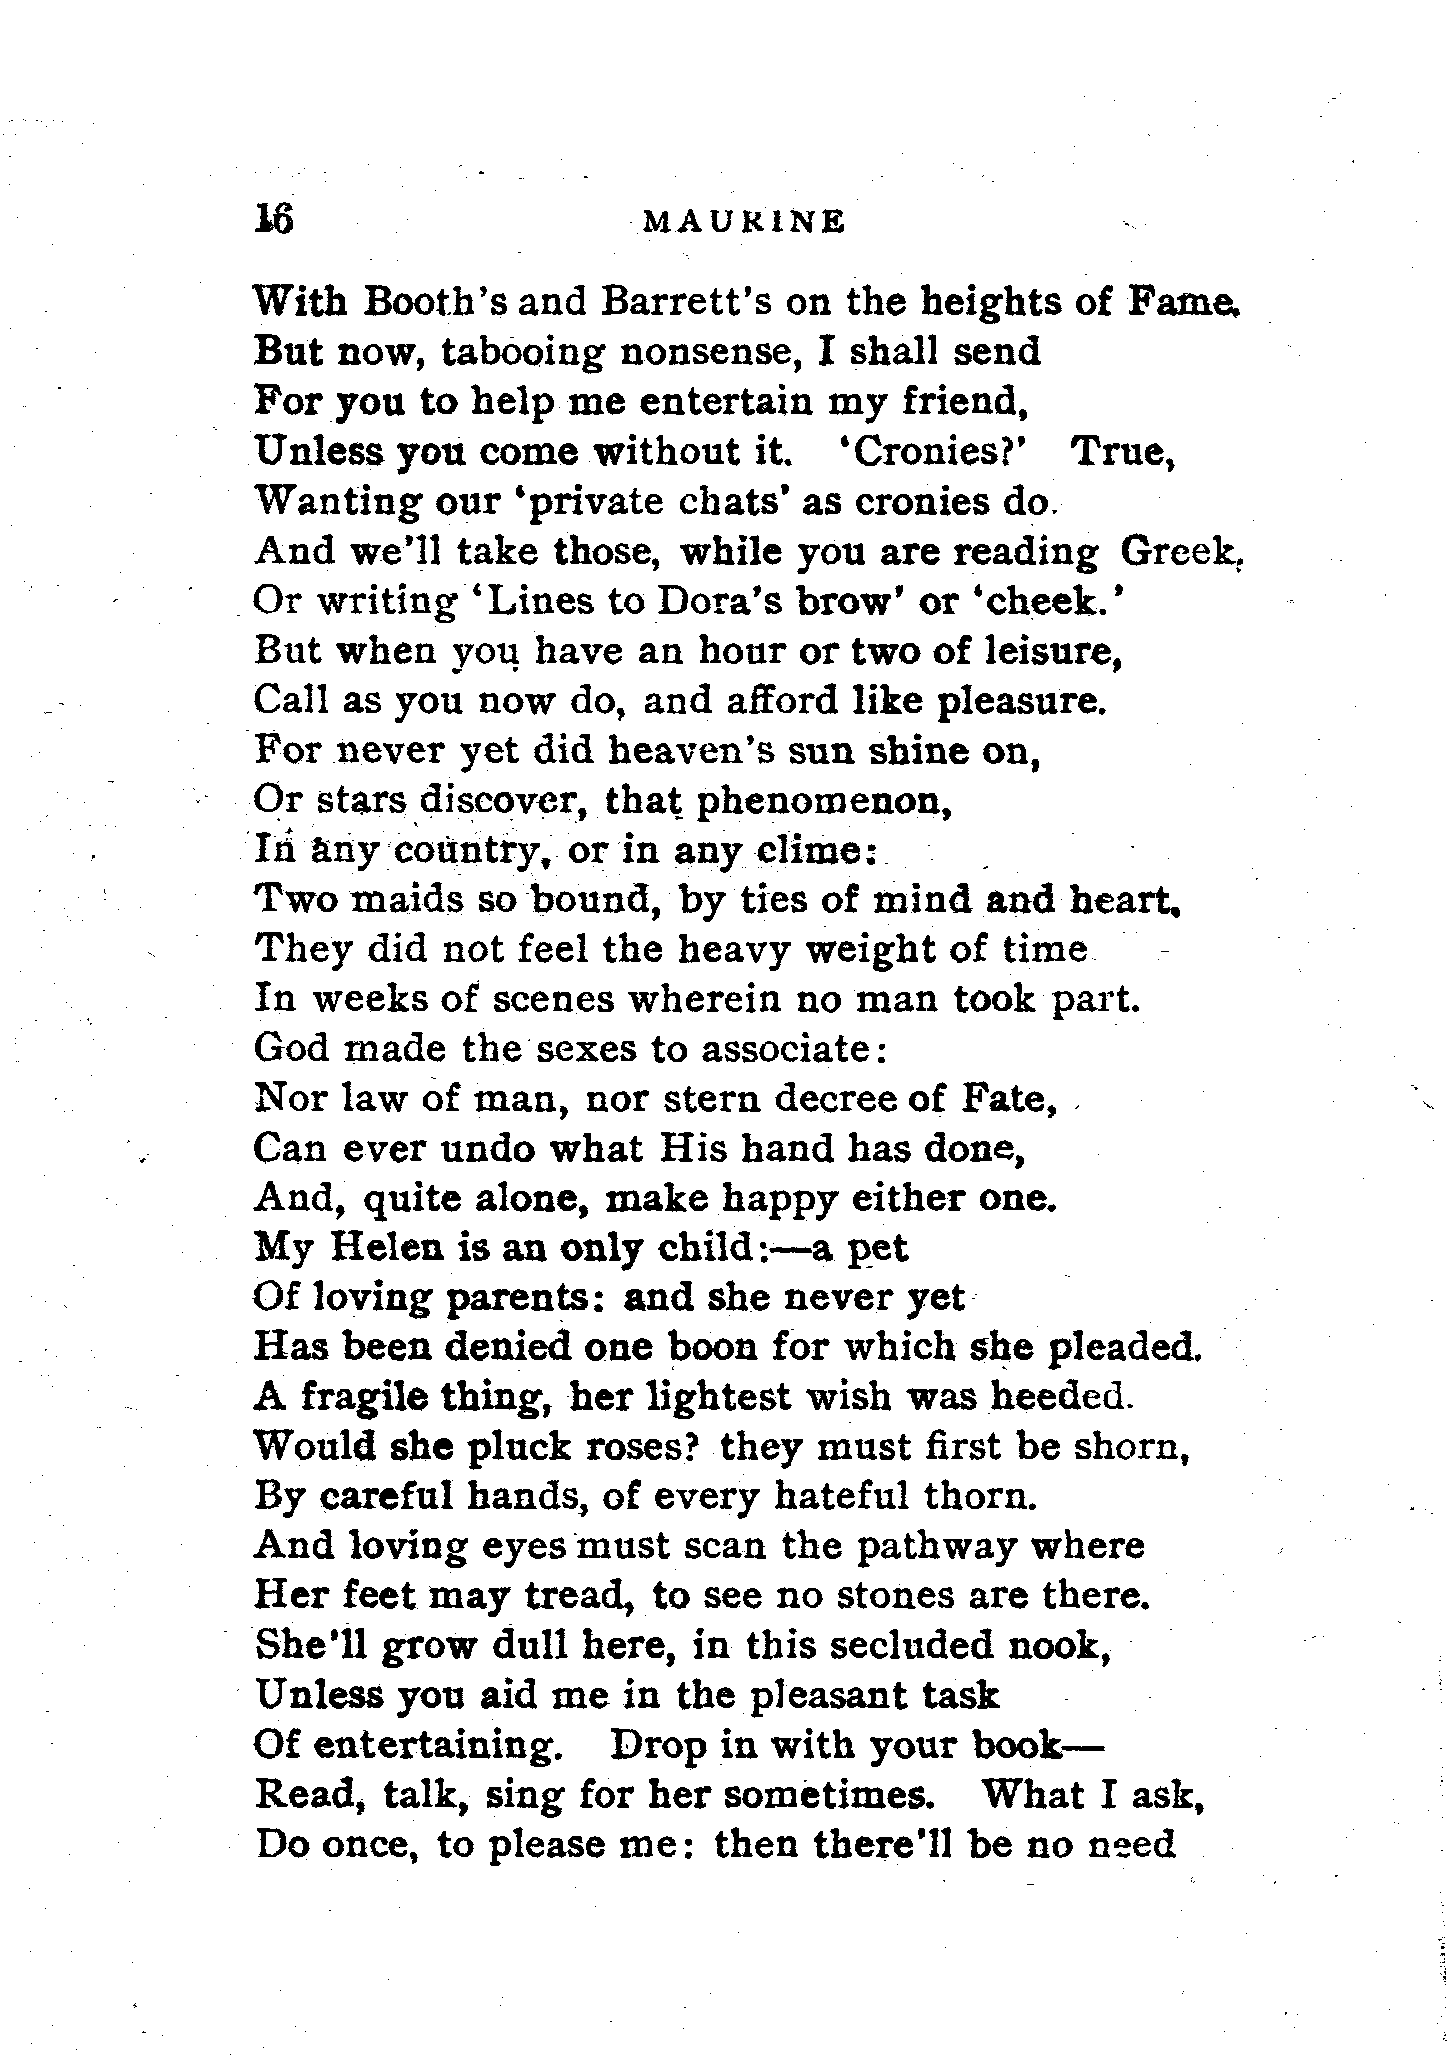 16 MAURINE
With Booth's and Barrett's on the heights of Fame.
But now, tabooing nonsense, I shall send
For you to help me entertain my friend,
Unless you come without it. 'Cronies?' True,
Wanting our 'private chats' as cronies do.
And we'll take those, while you are reading Greek,
Or writing 'Lines to Dora's brow' or 'cheek.'
But when you have an hour or two of leisure,
Call as you now do, and afford like pleasure.
For never yet did heaven's sun shine on,
Or stars discover, that phenomenon,
In any country, or in any clime:
Two maids so bound, by ties of mind and heart,
They did not feel the heavy weight of time
In weeks of scenes wherein no man took part.
God made the sexes to associate:
Nor law of man, nor stern decree of Fate,
Can ever undo what His hand has done,
And, quite alone, make happy either one.
My Helen is an only child:—a pet
Of loving parents: and she never yet
Has been denied one boon for which she pleaded.
A fragile thing, her lightest wish was heeded.
Would she pluck roses? they must first be shorn,
By careful hands, of every hateful thorn.
And loving eyes must scan the pathway where
Her feet may tread, to see no stones are there.
She'll grow dull here, in this secluded nook,
Unless you aid me in the pleasant task
Of entertaining. Drop in with your book—
Read, talk, sing for her sometimes. What I ask,
Do once, to please me: then there'll be no need